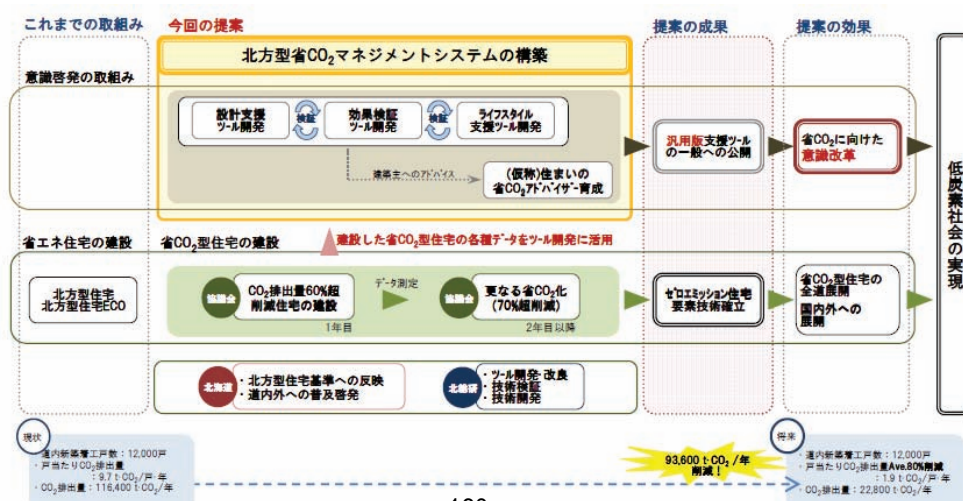 これまでの取組み
今回の提案
提案の成果
提案の効果
北方型省CO₂マネジメントシステムの構築
意識啓発の取組み
設計支援
ツール開発
検証
効果検証
ツール開発
検証
ライフスタイル
支援ツール開発
建築主へのアドバイス
(仮称)住まいの
省CO₂アドバイザー育成
汎用版支援ツール
の一般への公開
省CO₂に向けた
意識改革
低炭素社会の実現
省エネ住宅の建設
省CO₂型住宅の建設
建設した省CO₂型住宅の各種データをツール開発に活用
北方型住宅
北方型住宅ECO
協議会
CO₂排出量60%超
削減住宅の建設
1年目
データ測定
協議会
更なる省CO₂化
(70%超削減)
2年目以降
ゼロエミッション住宅
要素技術確立
省CO₂型住宅の
全道展開
国内外への
展開
北海道
・北方型住宅基準への反映
・道内外への普及啓発
北総研
・ツール開発・改良
・技術検証
・技術開発
現状
・道内新築着工戸数：12,000戸
・戸当たりCO₂排出量
：9.7 t-CO₂/戸・年
・CO₂排出量：116,400 t-CO₂/年
93,600 t-CO₂/年
削減！
将来
・道内新築着工戸数：12,000戸
・戸当たりCO₂排出量Ave.80%削減
：1.9 t-CO₂/戸・年
・CO₂排出量：22,800 t-CO₂/年